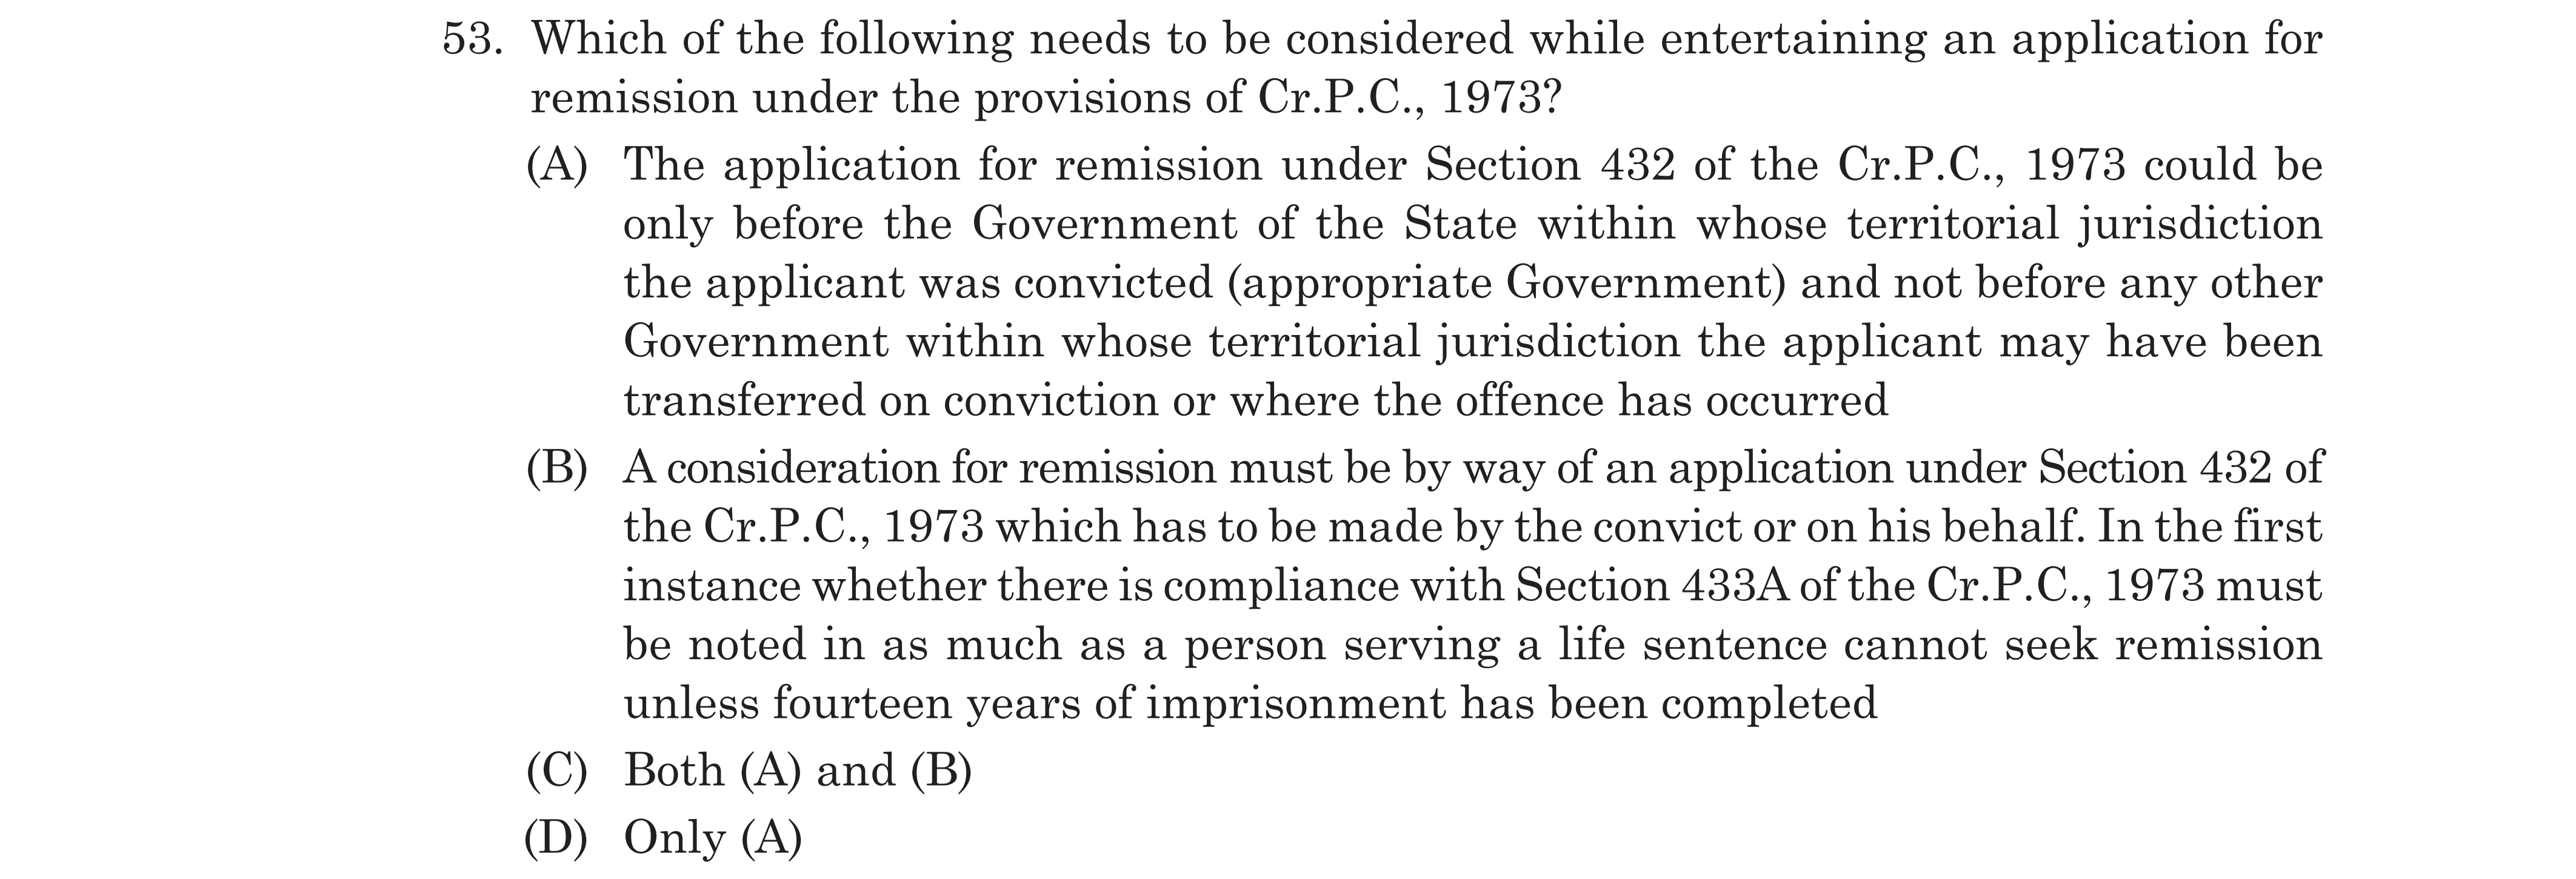 53. Which of the following needs to be considered while entertaining an application for
remission under the provisions of Cr.P.C., 1973?
(A) The application for remission under Section 432 of the Cr.P.C., 1973 could be
only before the Government of the State within whose territorial jurisdiction
the applicant was convicted (appropriate Government) and not before any other
Government within whose territorial jurisdiction the applicant may have been
transferred on conviction or where the offence has occurred
(B) A consideration for remission must be by way of an application under Section 432 of
the Cr.P.C., 1973 which has to be made by the convict or on his behalf. In the first
instance whether there is compliance with Section 433A of the Cr.P.C., 1973 must
be noted in as much as a person serving a life sentence cannot seek remission
unless fourteen years of imprisonment has been completed
(C) Both (A) and (B)
(D) Only (A)